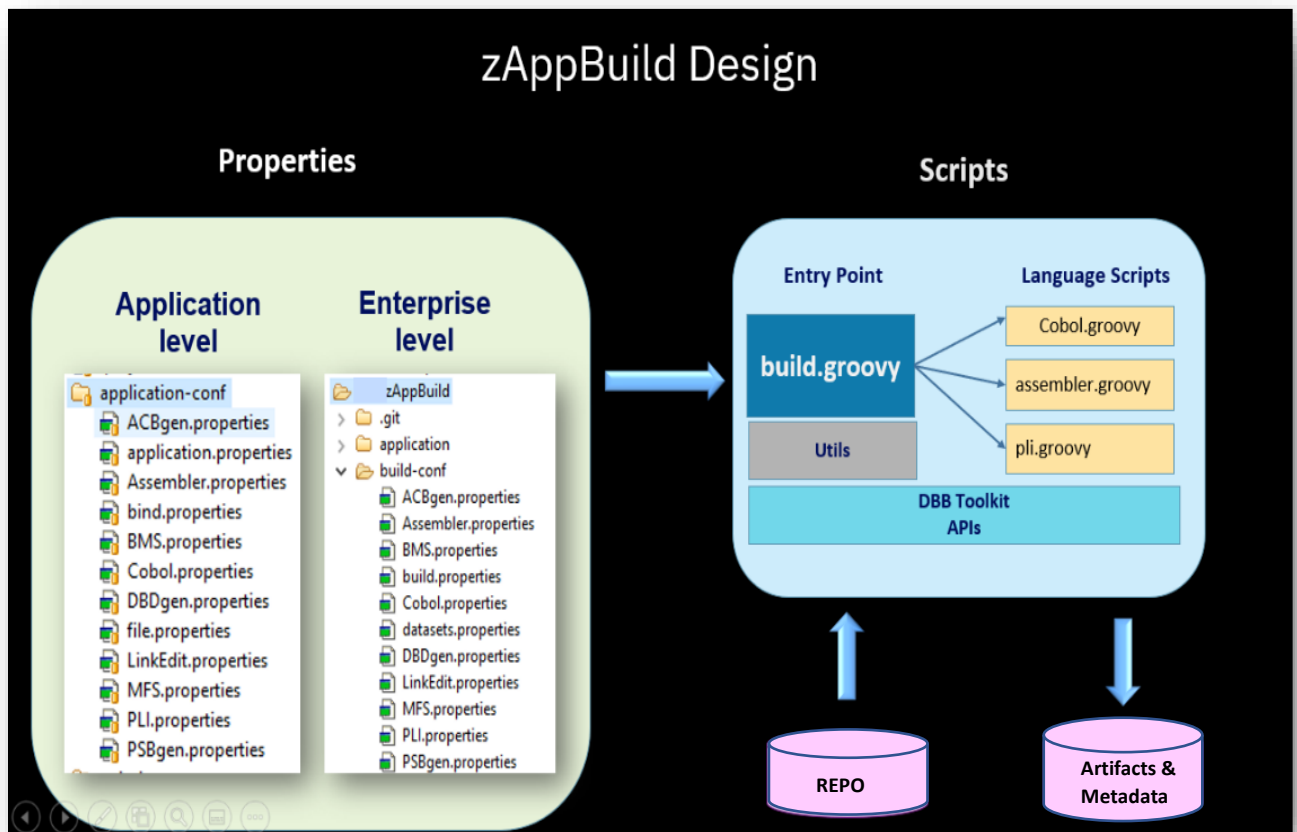 zAppBuild Design
Properties
Application
level
application-conf
ACBgen.properties
application.properties
Assembler.properties
bind.properties
BMS.properties
Cobol.properties
DBDgen.properties
file.properties
LinkEdit.properties
MFS.properties
PLI.properties
PSBgen.properties
Enterprise
level
zAppBuild
.git
application
build-conf
ACBgen.properties
Assembler.properties
BMS.properties
build.properties
Cobol.properties
datasets.properties
DBDgen.properties
LinkEdit.properties
MFS.properties
PLI.properties
PSBgen.properties
Scripts
Entry Point
build.groovy
Utils
Language Scripts
Cobol.groovy
assembler.groovy
pli.groovy
DBB Toolkit
APIs
REPO
Artifacts &
Metadata